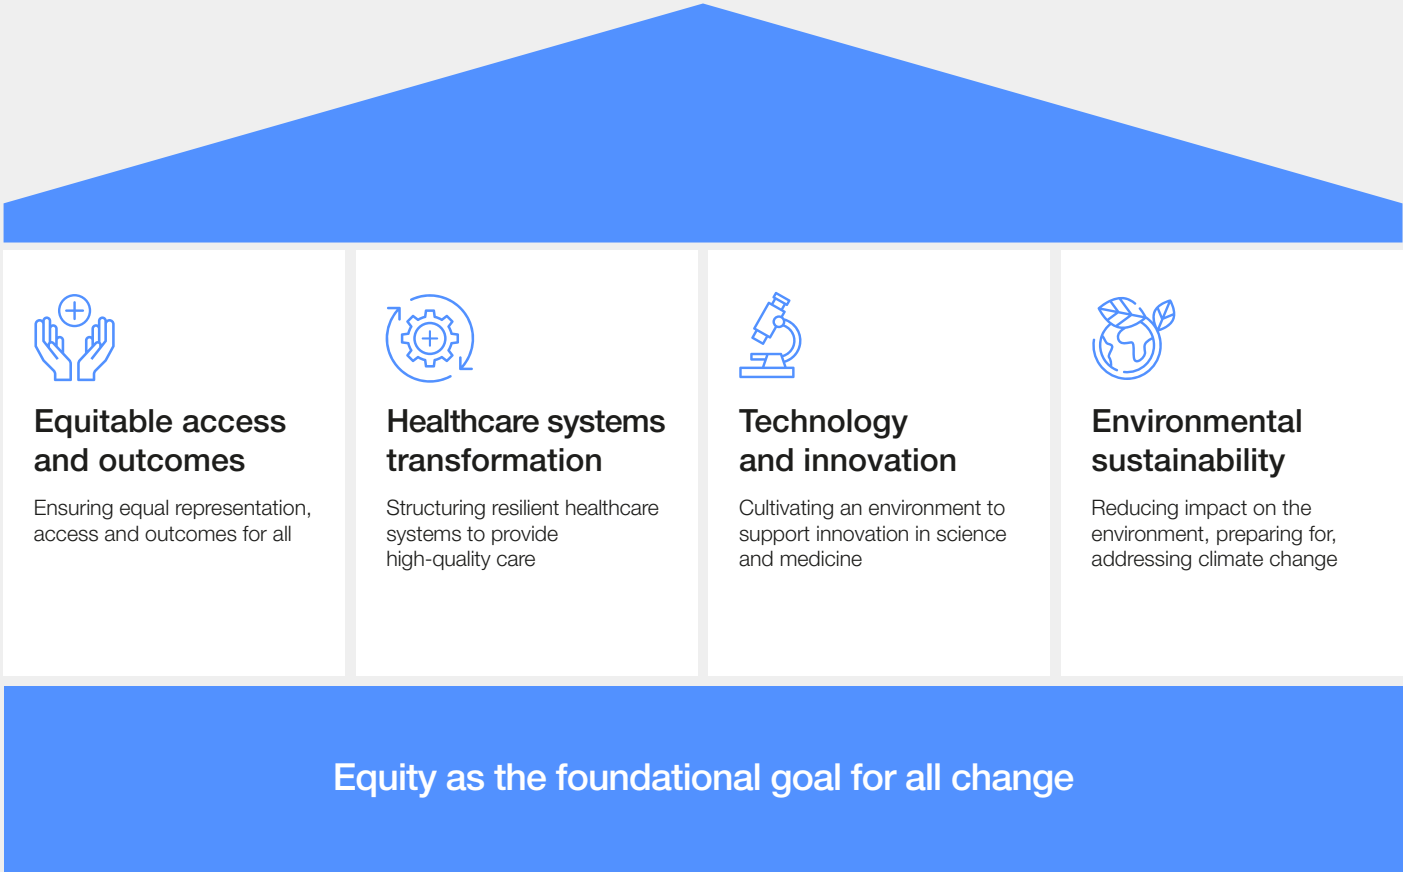 Equitable access
and outcomes
Ensuring equal representation,
access and outcomes for all
Healthcare systems
transformation
Structuring resilient healthcare
systems to provide
high-quality care
Technology
and innovation
Cultivating an environment to
support innovation in science
and medicine
Environmental
sustainability
Reducing impact on the
environment, preparing for,
addressing climate change
Equity as the foundational goal for all change